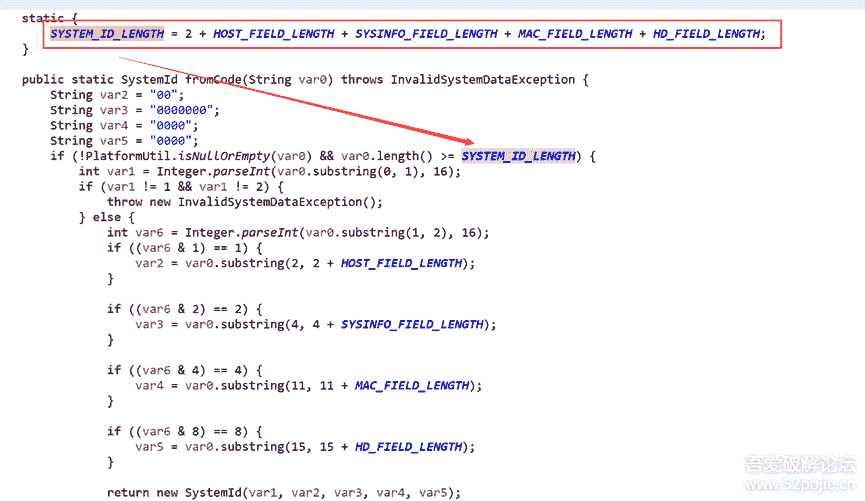 static {
SYSTEM_ID_LENGTH = 2 + HOST_FIELD_LENGTH + SYSINFO_FIELD_LENGTH + MAC_FIELD_LENGTH + HD_FIELD_LENGTH;
}
public static SystemId fromCode(String var0) throws InvalidSystemDataException {
String var2 = "00";
String var3 = "0000000";
String var4 = "0000";
String var5 = "0000";
if (!PlatformUtil.isNullOrEmpty(var0) && var0.length() >= SYSTEM_ID_LENGTH) {
int var1 = Integer.parseInt(var0.substring(0, 1), 16);
if (var1 != 1 && var1 != 2) {
throw new InvalidSystemDataException();
} else {
int var6 = Integer.parseInt(var0.substring(1, 2), 16);
if ((var6 & 1) == 1) {
var2 = var0.substring(2, 2 + HOST_FIELD_LENGTH);
}
if ((var6 & 2) == 2) {
var3 = var0.substring(4, 4 + SYSINFO_FIELD_LENGTH);
}
if ((var6 & 4) == 4) {
var4 = var0.substring(11, 11 + MAC_FIELD_LENGTH);
}
if ((var6 & 8) == 8) {
var5 = var0.substring(15, 15 + HD_FIELD_LENGTH);
}
return new SystemId(var1, var2, var3, var4, var5);
吾爱破解论坛
www.52pojie.cn